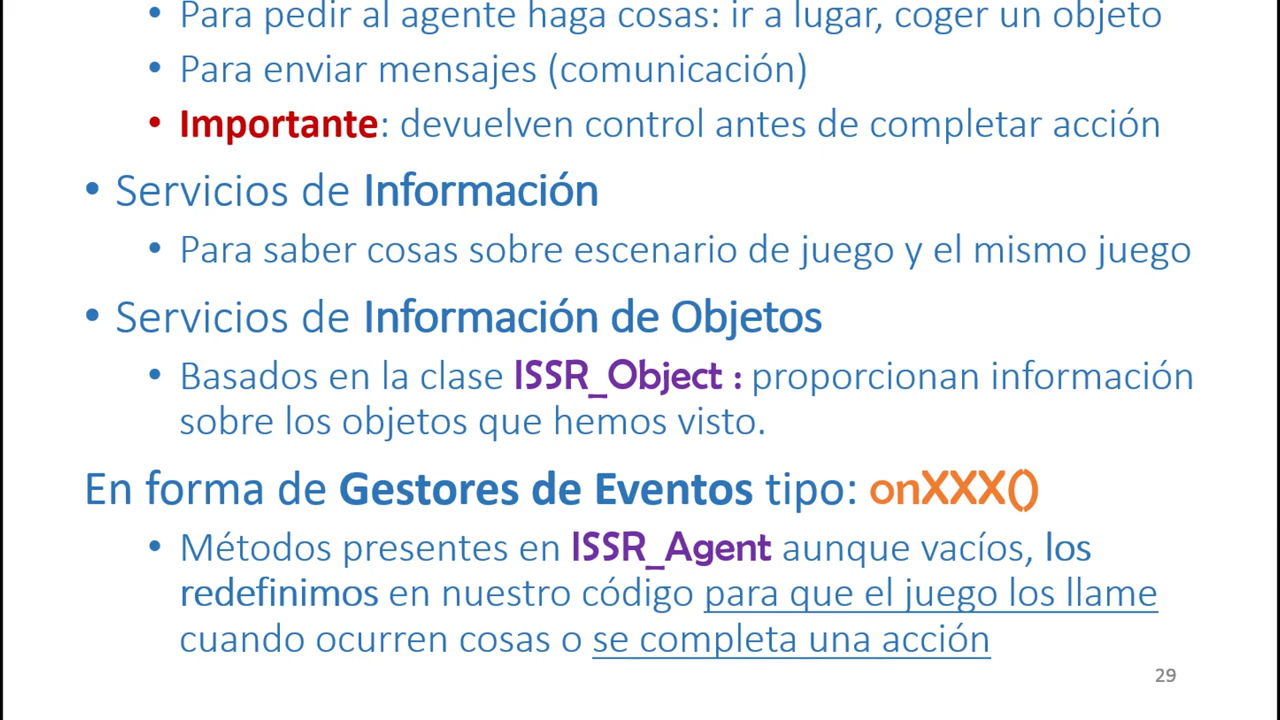 • Para pedir al agente haga cosas: ir a lugar, coger un objeto
• Para enviar mensajes (comunicación)
• Importante: devuelven control antes de completar acción
• Servicios de Información
• Para saber cosas sobre escenario de juego y el mismo juego
• Servicios de Información de Objetos
• Basados en la clase ISSR_Object : proporcionan información
sobre los objetos que hemos visto.
En forma de Gestores de Eventos tipo: onXXX()
• Métodos presentes en ISSR_Agent aunque vacíos, los
redefinimos en nuestro código para que el juego los llame
cuando ocurren cosas o se completa una acción
29